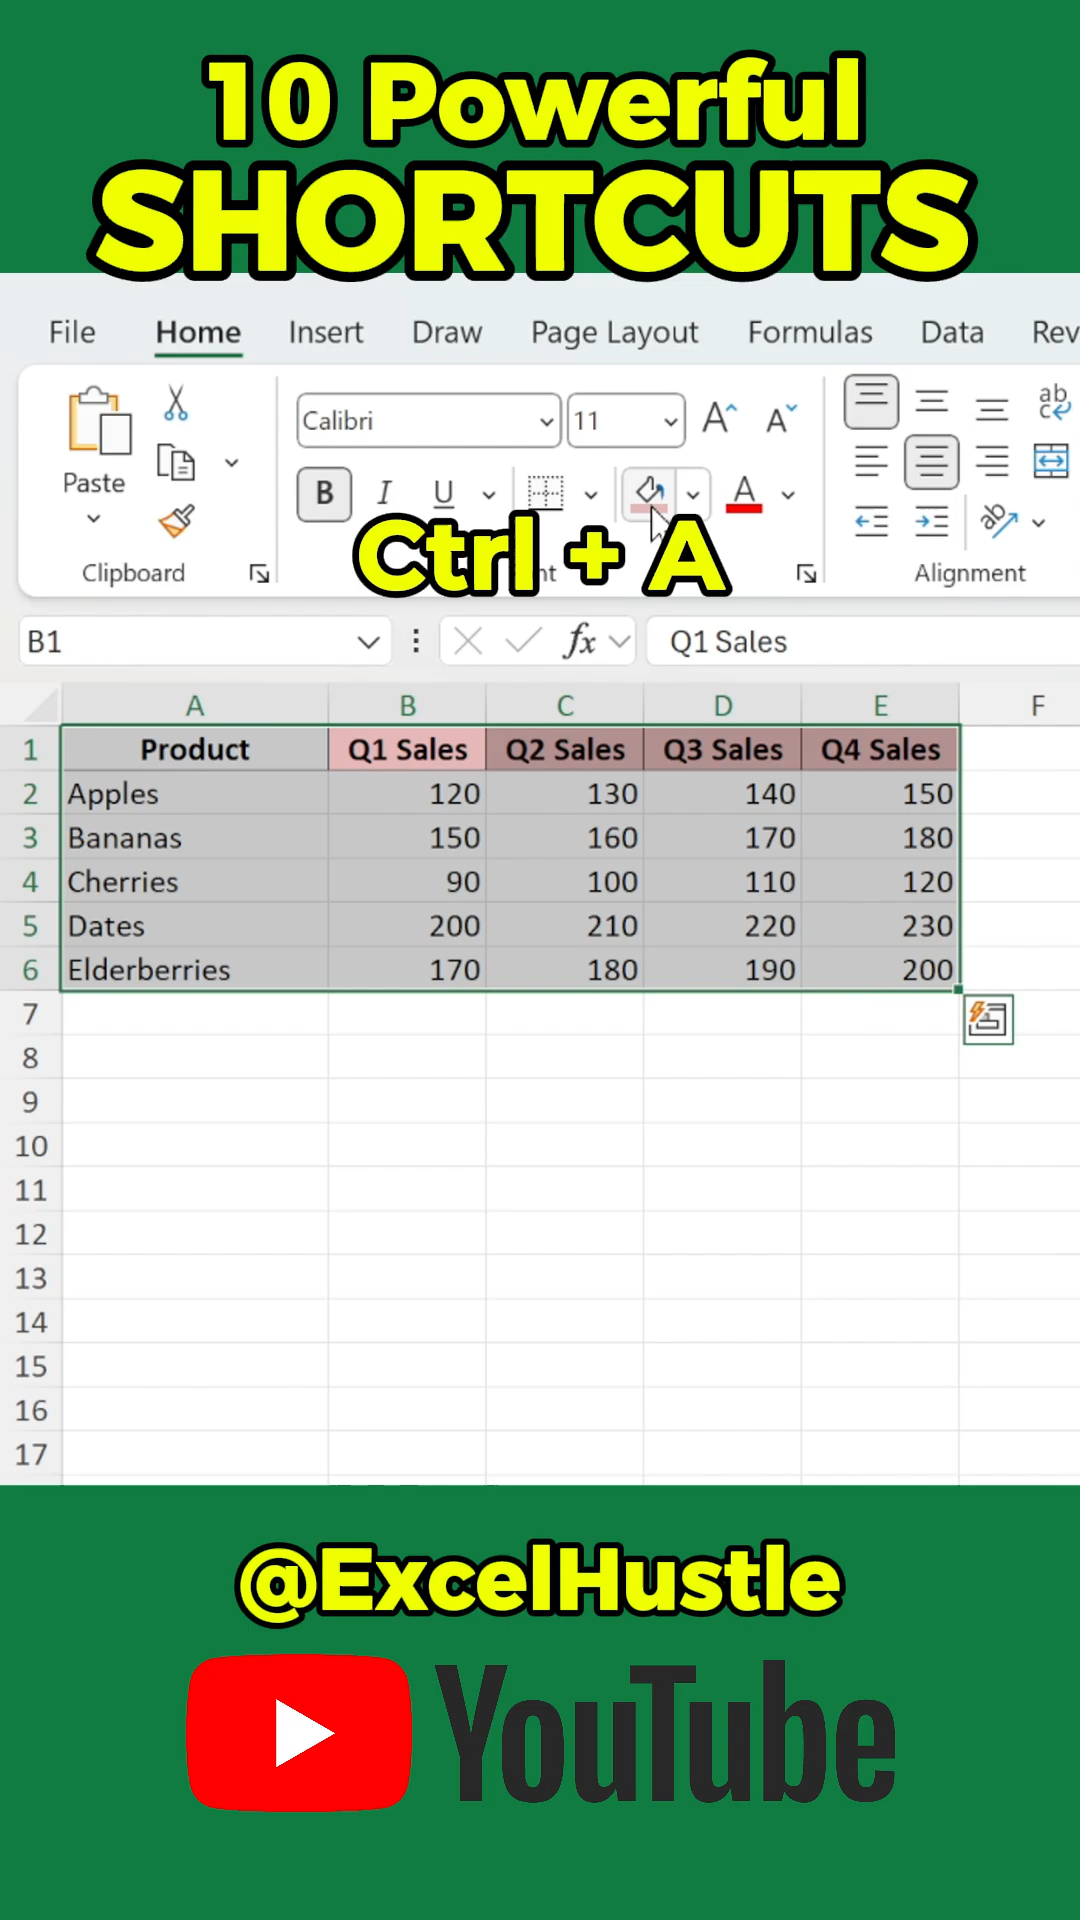 10 Powerful
SHORTCUTS
File Home Insert Draw Page Layout Formulas Data Rev
Calibri 11 A A ab c
Paste B I U A ab
Ctrl + A
Clipboard nt Alignment
B1 fx Q1 Sales
A B C D E F
1 Product Q1 Sales Q2 Sales Q3 Sales Q4 Sales
2 Apples 120 130 140 150
3 Bananas 150 160 170 180
4 Cherries 90 100 110 120
5 Dates 200 210 220 230
6 Elderberries 170 180 190 200
7
8
9
10
11
12
13
14
15
16
17
@ExcelHustle
YouTube